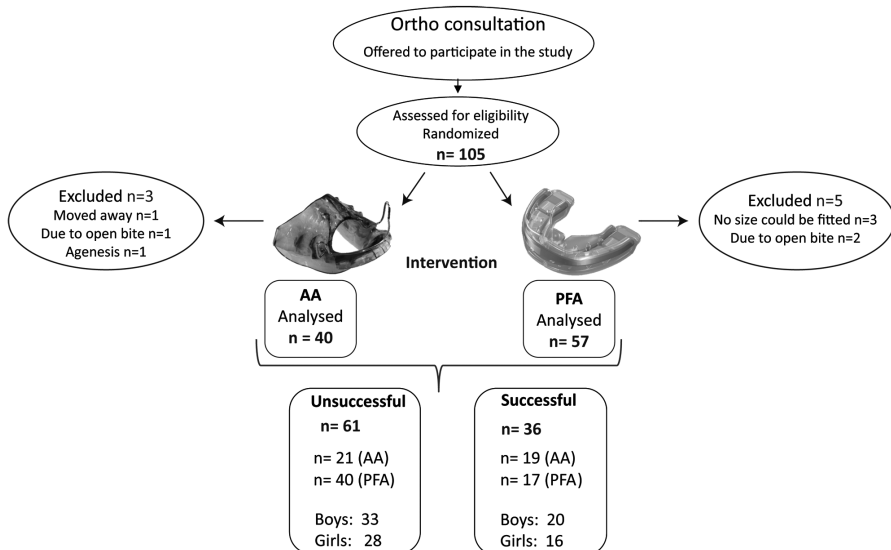 Ortho consultation
Offered to participate in the study
Assessed for eligibility
Randomized
n= 105
Excluded n=3
Moved away n=1
Due to open bite n=1
Agenesis n=1
Excluded n=5
No size could be fitted n=3
Due to open bite n=2
Intervention
AA
Analysed
n = 40
PFA
Analysed
n= 57
Unsuccessful
n= 61
n= 21 (AA)
n= 40 (PFA)
Boys: 33
Girls: 28
Successful
n= 36
n= 19 (AA)
n= 17 (PFA)
Boys: 20
Girls: 16